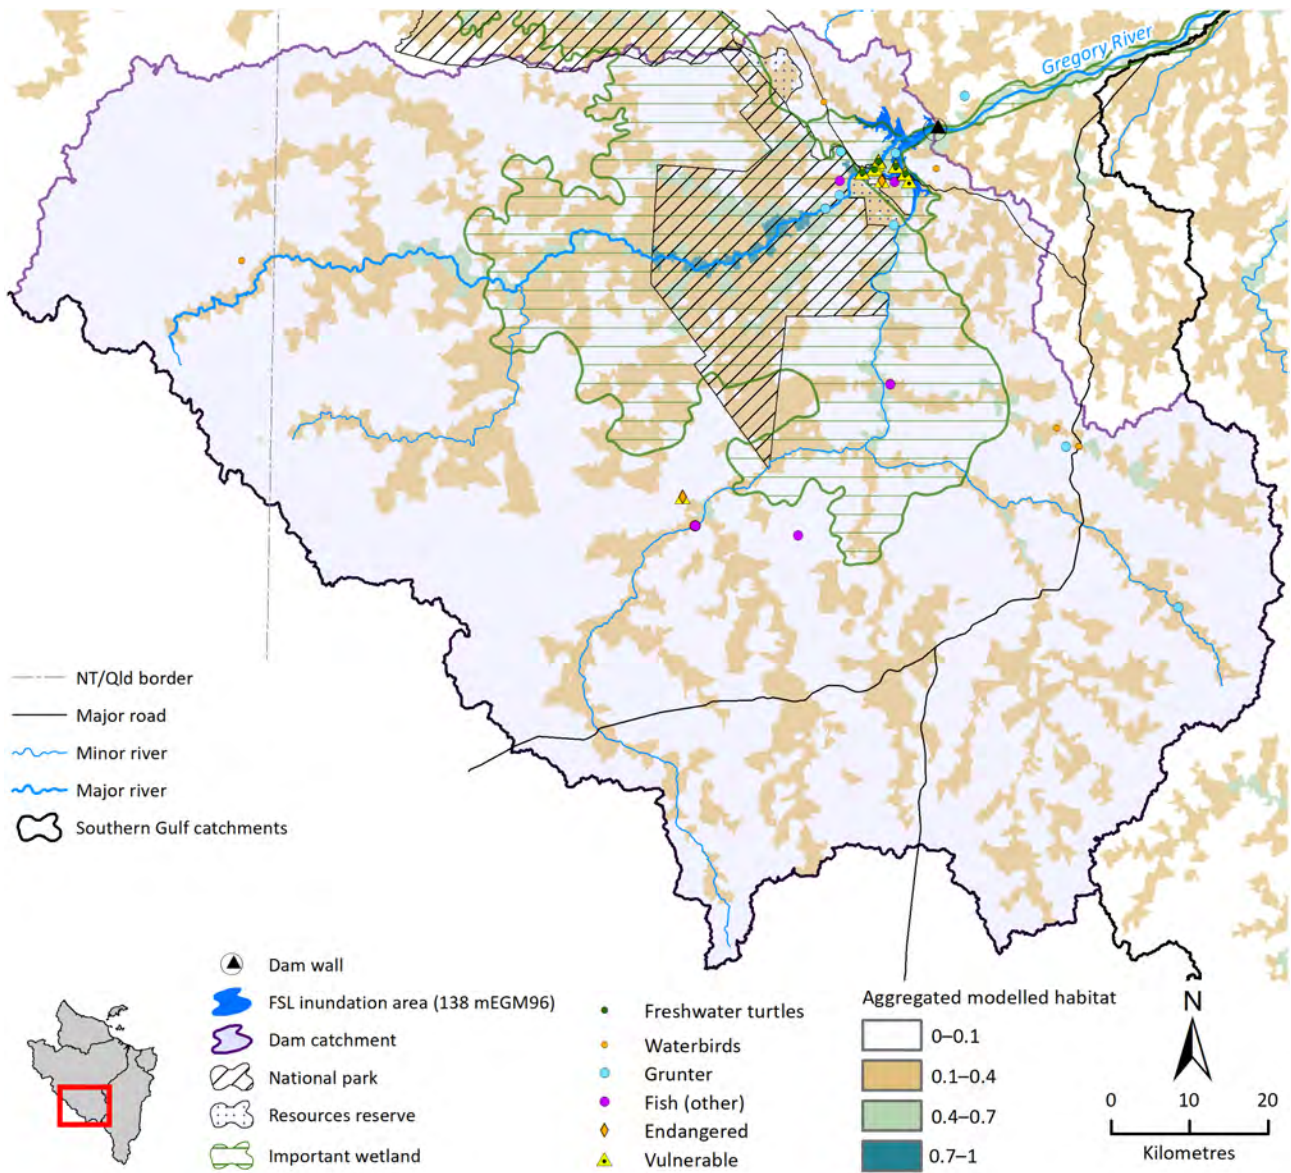 Gregory River
NT/Qld border
Major road
Minor river
Major river
Southern Gulf catchments
Dam wall
FSL inundation area (138 mEGM96)
Dam catchment
National park
Resources reserve
Important wetland
Freshwater turtles
Waterbirds
Grunter
Fish (other)
Endangered
Vulnerable
Aggregated modelled habitat
0–0.1
0.1–0.4
0.4–0.7
0.7–1
N
0 10 20
Kilometres